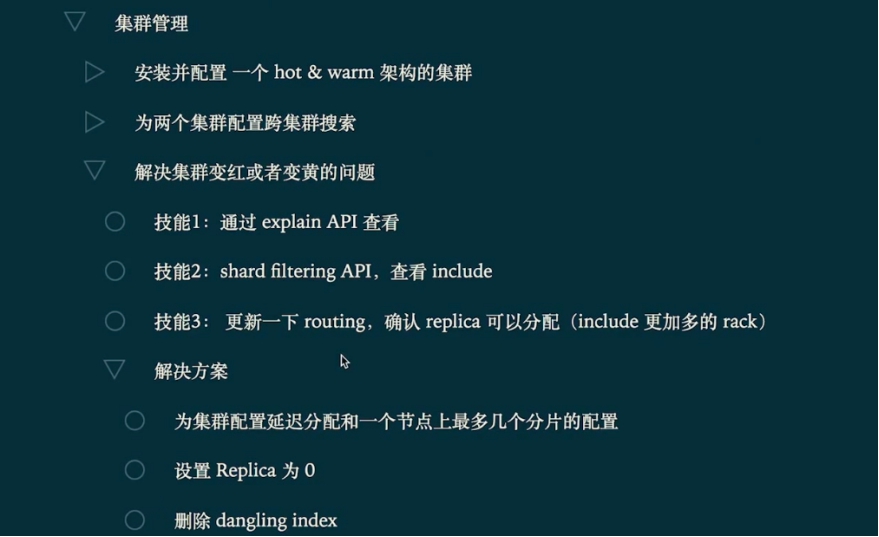 集群管理
安装并配置 一个 hot & warm 架构的集群
为两个集群配置跨集群搜索
解决集群变红或者变黄的问题
技能1：通过 explain API 查看
技能2：shard filtering API，查看 include
技能3： 更新一下 routing，确认 replica 可以分配（include 更加多的 rack）
解决方案
为集群配置延迟分配和一个节点上最多几个分片的配置
设置 Replica 为 0
删除 dangling index